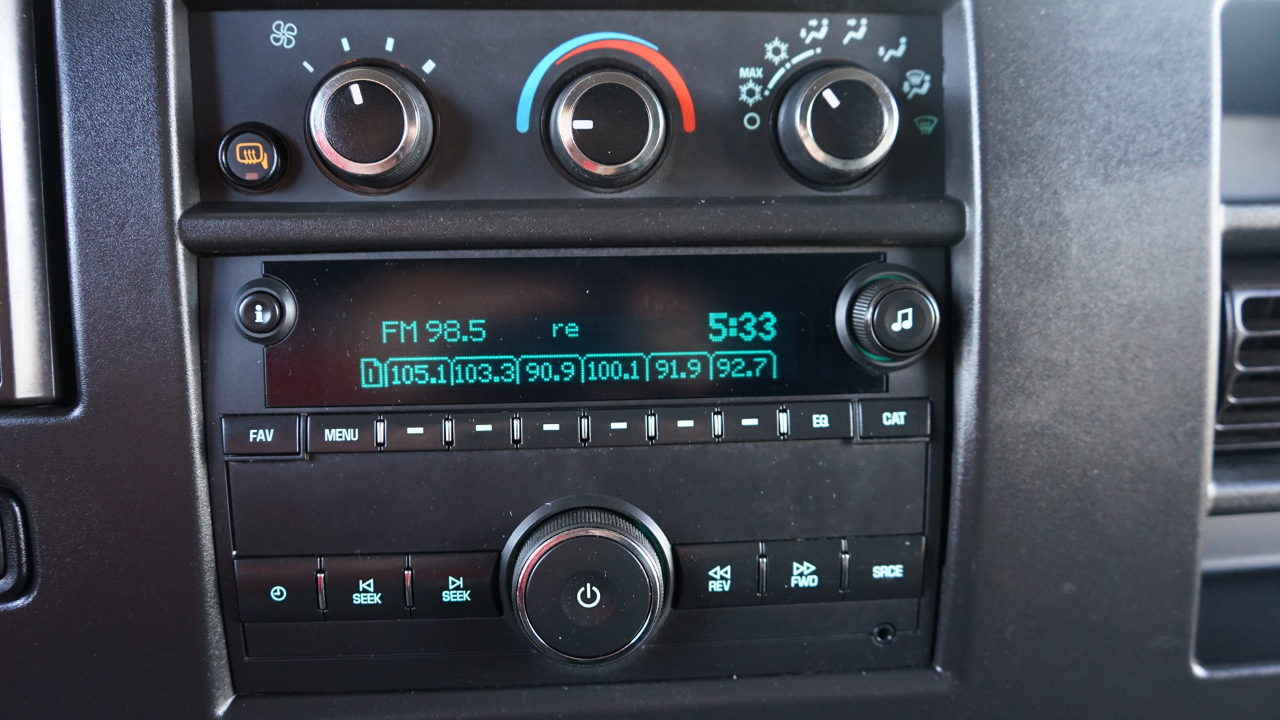 MAX
i
FM 98.5 re 5:33
1 105.1 103.3 90.9 100.1 91.9 92.7
FAV MENU EQ CAT
SEEK SEEK REV FWD SRCE